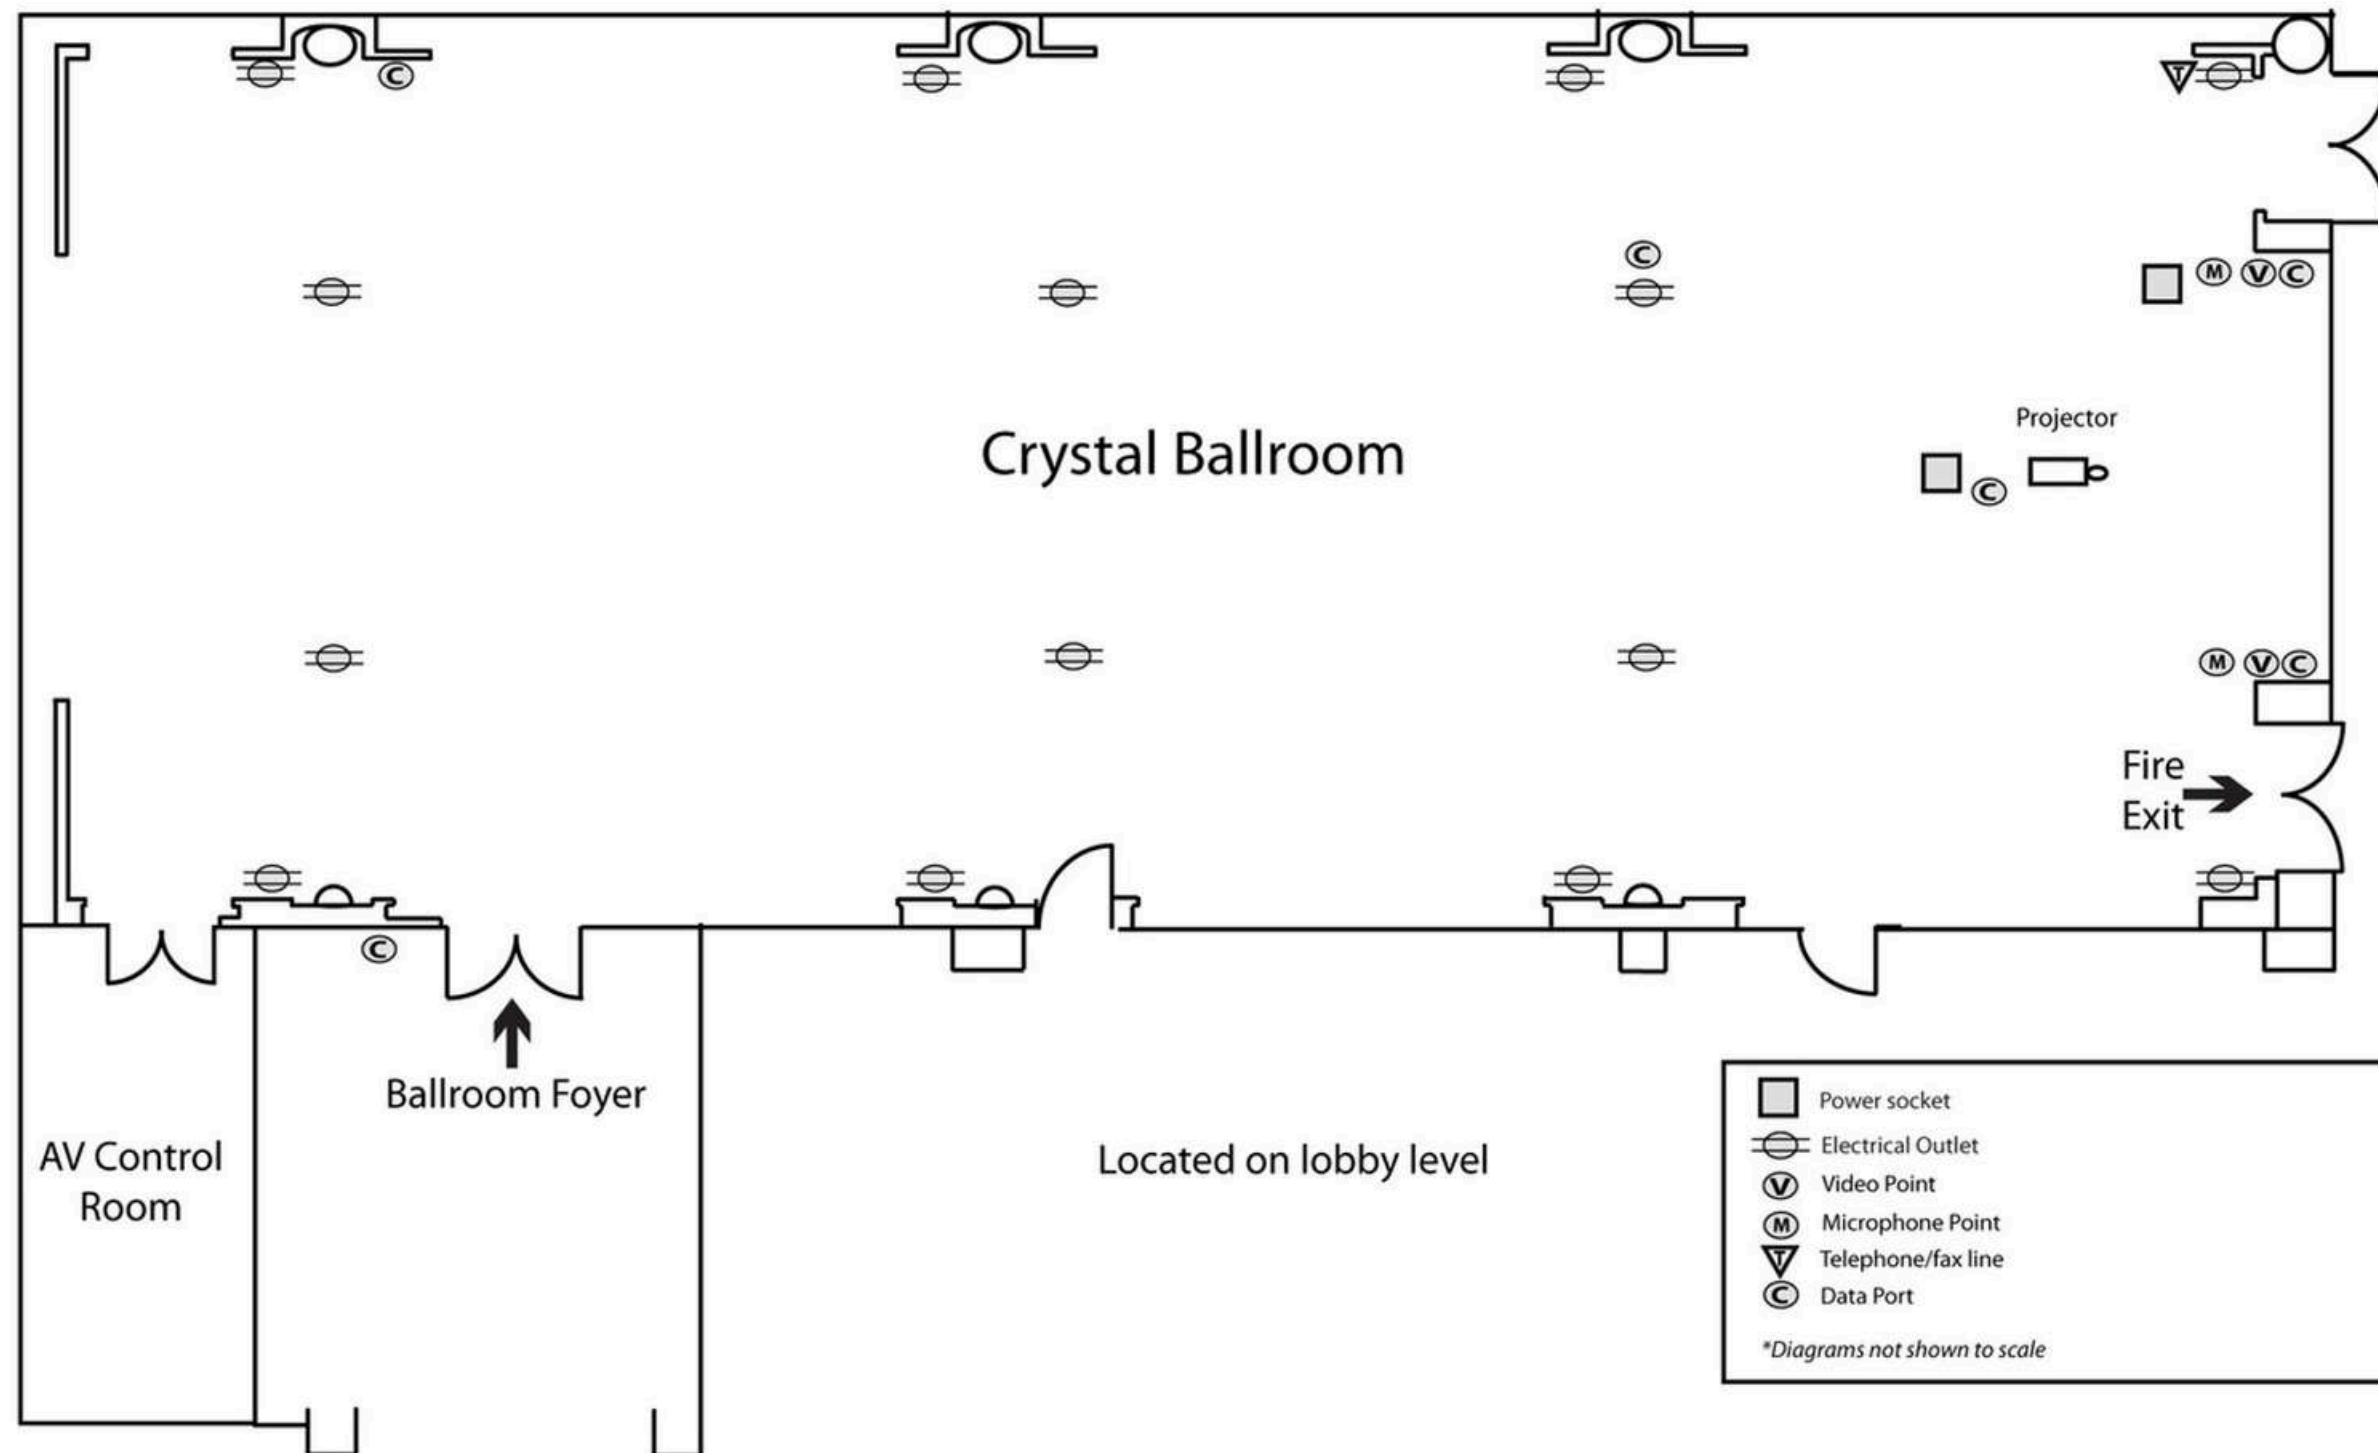 C
T
C
M V C
Projector
Crystal Ballroom
C
M V C
Fire
Exit
C
Ballroom Foyer
AV Control
Room
Located on lobby level
Power socket
Electrical Outlet
V Video Point
M Microphone Point
T Telephone/fax line
C Data Port
*Diagrams not shown to scale